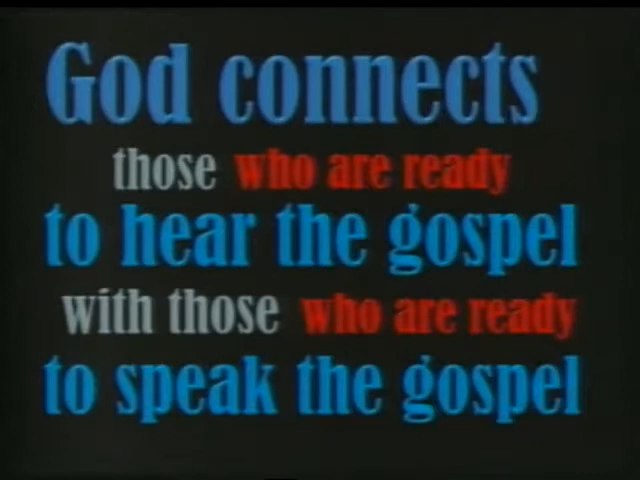 God connects
those who are ready
to hear the gospel
with those who are ready
to speak the gospel